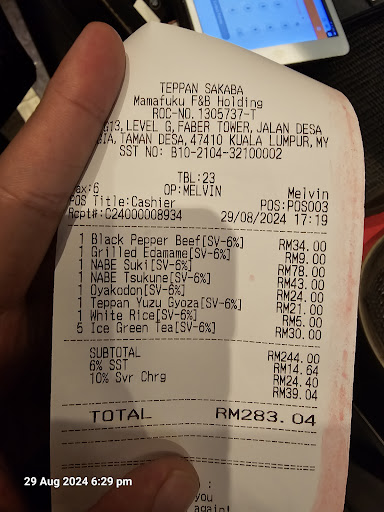 TEPPAN SAKABA
Mamafuku F&B Holding
ROC-NO. 1305737-T
G13,LEVEL G,FABER TOWER,JALAN DESA
TAMAN DESA,47410 KUALA LUMPUR,MY
SST NO: B10-2104-32100002
TBL:23
ax:6 OP:MELVIN Melvin
POS Title:Cashier POS:POS003
Rcpt#:C24000008934 29/08/2024 17:19
1 Black Pepper Beef[SV-6%] RM34.00
1 Grilled Edamame[SV-6%] RM9.00
1 NABE Suki[SV-6%] RM78.00
1 NABE Tsukune[SV-6%] RM43.00
1 Oyakodon[SV-6%] RM24.00
1 Teppan Yuzu Gyoza[SV-6%] RM21.00
1 White Rice[SV-6%] RM5.00
5 Ice Green Tea[SV-6%] RM30.00
SUBTOTAL RM244.00
6% SST RM14.64
10% Svr Chrg RM24.40
RM39.04
TOTAL RM283.04
:
you
again!
29 Aug 2024 6:29 pm